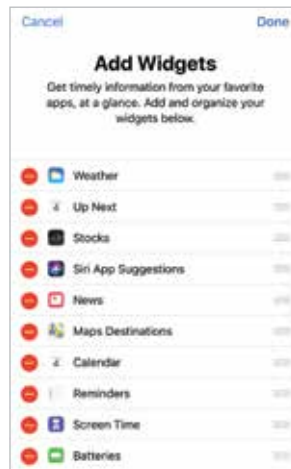 Cancel Done
Add Widgets
Get timely information from your favorite
apps, at a glance. Add and organize your
widgets below.
Weather
Up Next
Stocks
Siri App Suggestions
News
Maps Destinations
Calendar
Reminders
Screen Time
Batteries